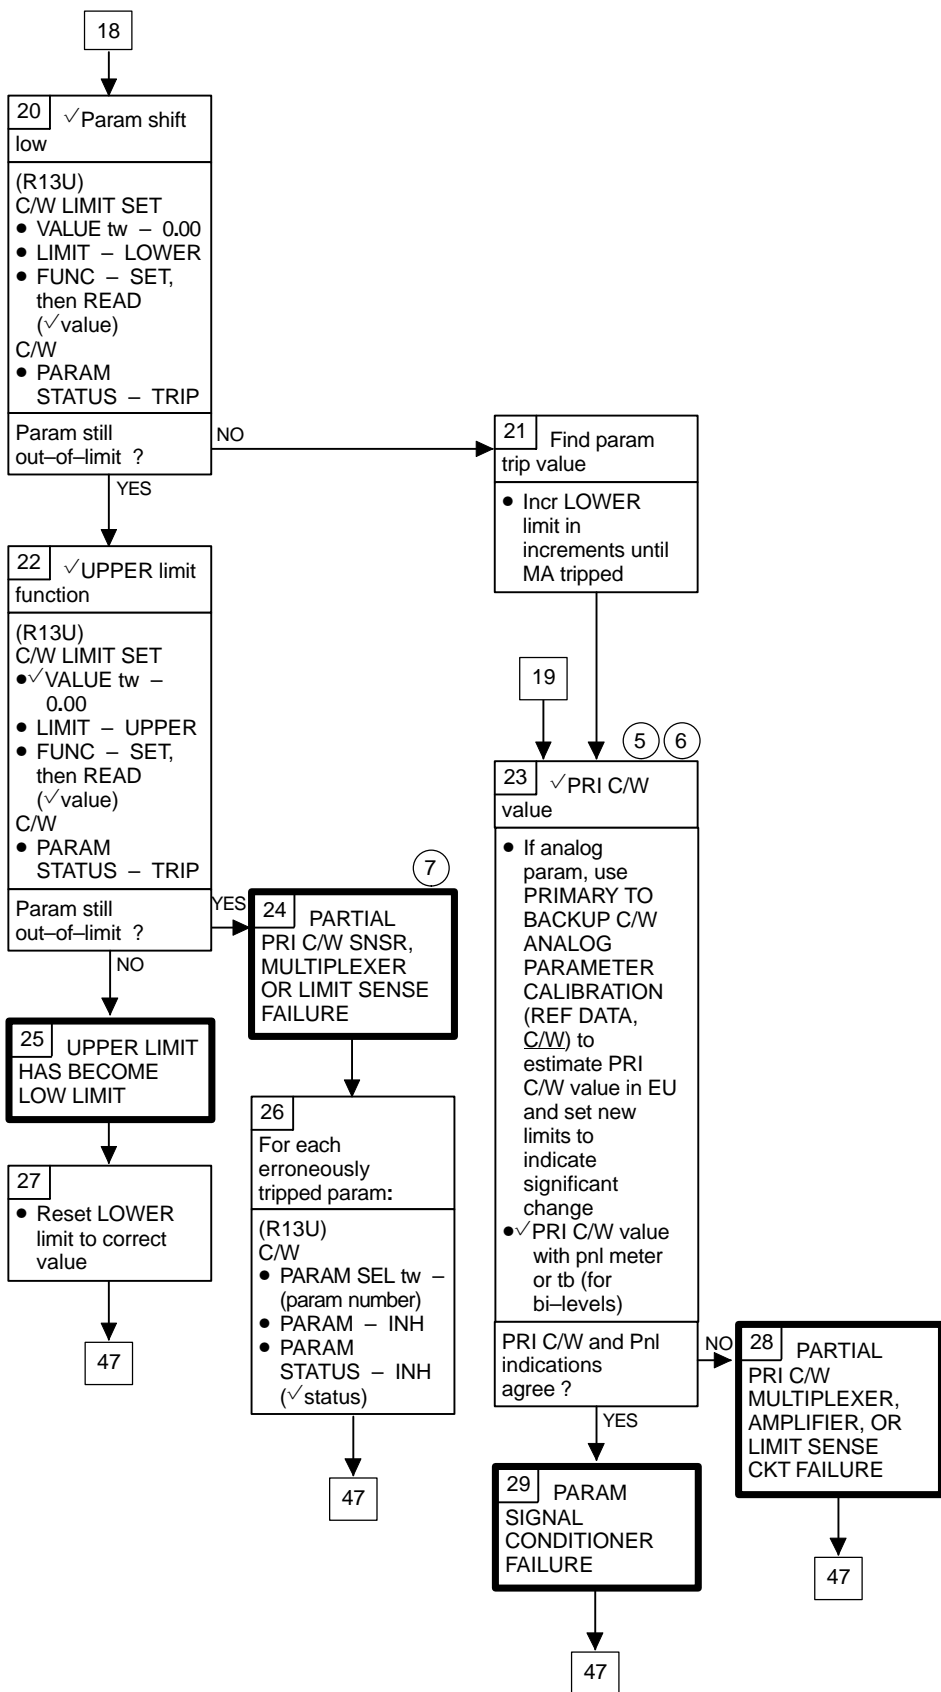 18
20 √Param shift
low
(R13U)
C/W LIMIT SET
● VALUE tw – 0.00
● LIMIT – LOWER
● FUNC – SET,
then READ
(√value)
C/W
● PARAM
STATUS – TRIP
Param still
out–of–limit ?
NO
YES
21 Find param
trip value
● Incr LOWER
limit in
increments until
MA tripped
22 √UPPER limit
function
(R13U)
C/W LIMIT SET
●√VALUE tw –
0.00
● LIMIT – UPPER
● FUNC – SET,
then READ
(√value)
C/W
● PARAM
STATUS – TRIP
Param still
out–of–limit ?
YES
NO
19
5 6
23 √PRI C/W
value
● If analog
param, use
PRIMARY TO
BACKUP C/W
ANALOG
PARAMETER
CALIBRATION
(REF DATA,
C/W) to
estimate PRI
C/W value in EU
and set new
limits to
indicate
significant
change
●√PRI C/W value
with pnl meter
or tb (for
bi–levels)
PRI C/W and Pnl
indications
agree ?
NO
YES
7
24 PARTIAL
PRI C/W SNSR,
MULTIPLEXER
OR LIMIT SENSE
FAILURE
25 UPPER LIMIT
HAS BECOME
LOW LIMIT
26
For each
erroneously
tripped param:
(R13U)
C/W
● PARAM SEL tw –
(param number)
● PARAM – INH
● PARAM
STATUS – INH
(√status)
47
27
● Reset LOWER
limit to correct
value
47
28 PARTIAL
PRI C/W
MULTIPLEXER,
AMPLIFIER, OR
LIMIT SENSE
CKT FAILURE
47
29 PARAM
SIGNAL
CONDITIONER
FAILURE
47